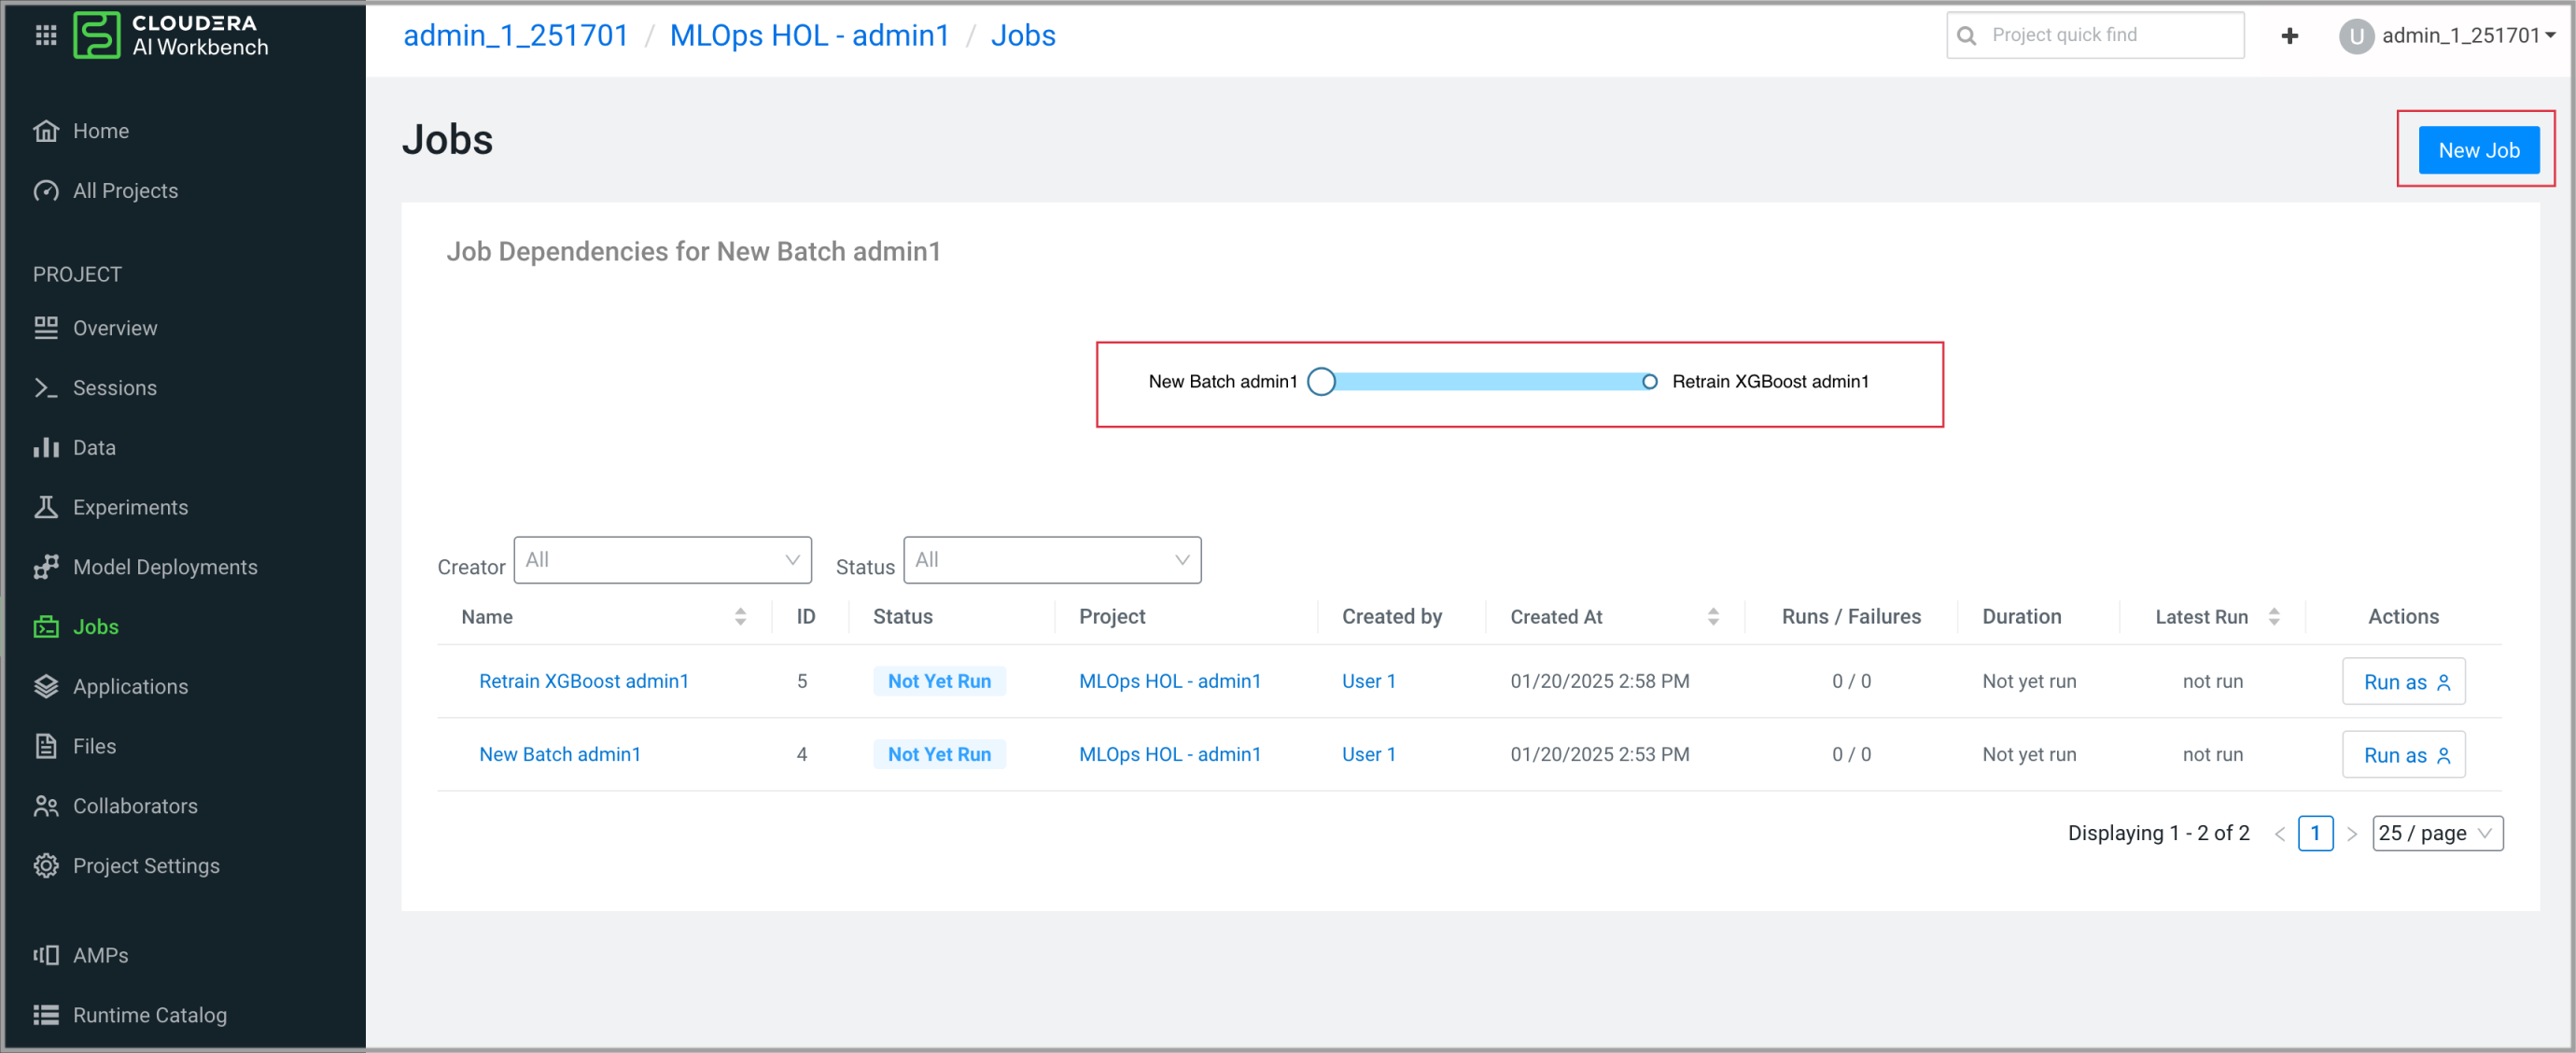 CLOUDERA
AI Workbench
admin_1_251701 / MLOps HOL - admin1 / Jobs
Project quick find
+
U
admin_1_251701
Home
All Projects
PROJECT
Overview
Sessions
Data
Experiments
Model Deployments
Jobs
Applications
Files
Collaborators
Project Settings
AMPs
Runtime Catalog
Jobs
New Job
Job Dependencies for New Batch admin1
New Batch admin1 Retrain XGBoost admin1
Creator All Status All
Name ID Status Project Created by Created At Runs / Failures Duration Latest Run Actions
Retrain XGBoost admin1 5 Not Yet Run MLOps HOL - admin1 User 1 01/20/2025 2:58 PM 0 / 0 Not yet run not run Run as
New Batch admin1 4 Not Yet Run MLOps HOL - admin1 User 1 01/20/2025 2:53 PM 0 / 0 Not yet run not run Run as
Displaying 1 - 2 of 2 < 1 > 25 / page